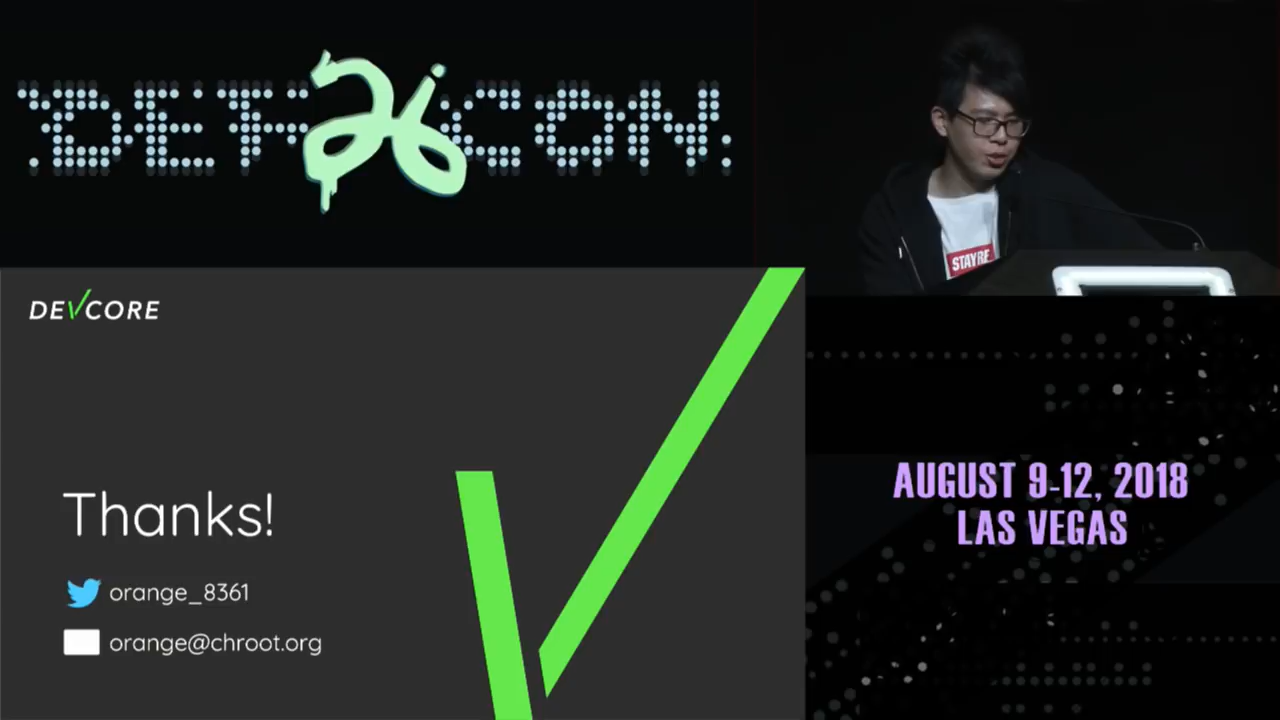 DEF 26 CON
STAYRE
DEVCORE
Thanks!
orange_8361
orange@chroot.org
AUGUST 9-12, 2018
LAS VEGAS